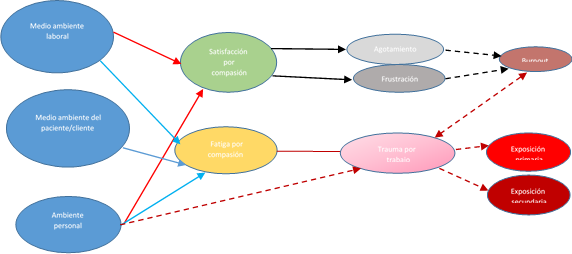 Medio ambiente
laboral
Satisfacción
por
compasión
Agotamiento
Frustración
Burnout
Medio ambiente del
paciente/cliente
Fatiga por
compasión
Trauma por
trabajo
Exposición
primaria
Exposición
secundaria
Ambiente
personal